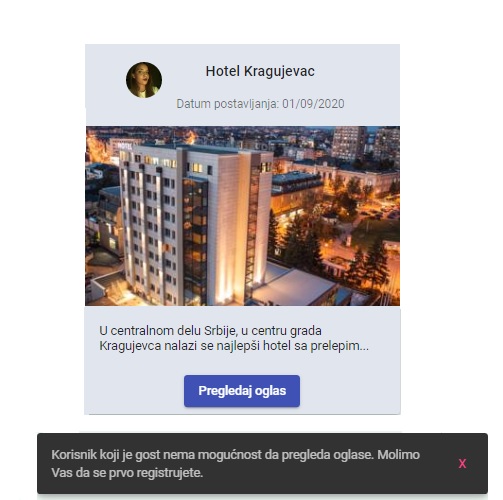 Hotel Kragujevac
Datum postavljanja: 01/09/2020
U centralnom delu Srbije, u centru grada
Kragujevca nalazi se najlepši hotel sa prelepim...
Pregledaj oglas
Korisnik koji je gost nema mogućnost da pregleda oglase. Molimo
Vas da se prvo registrujete.
X